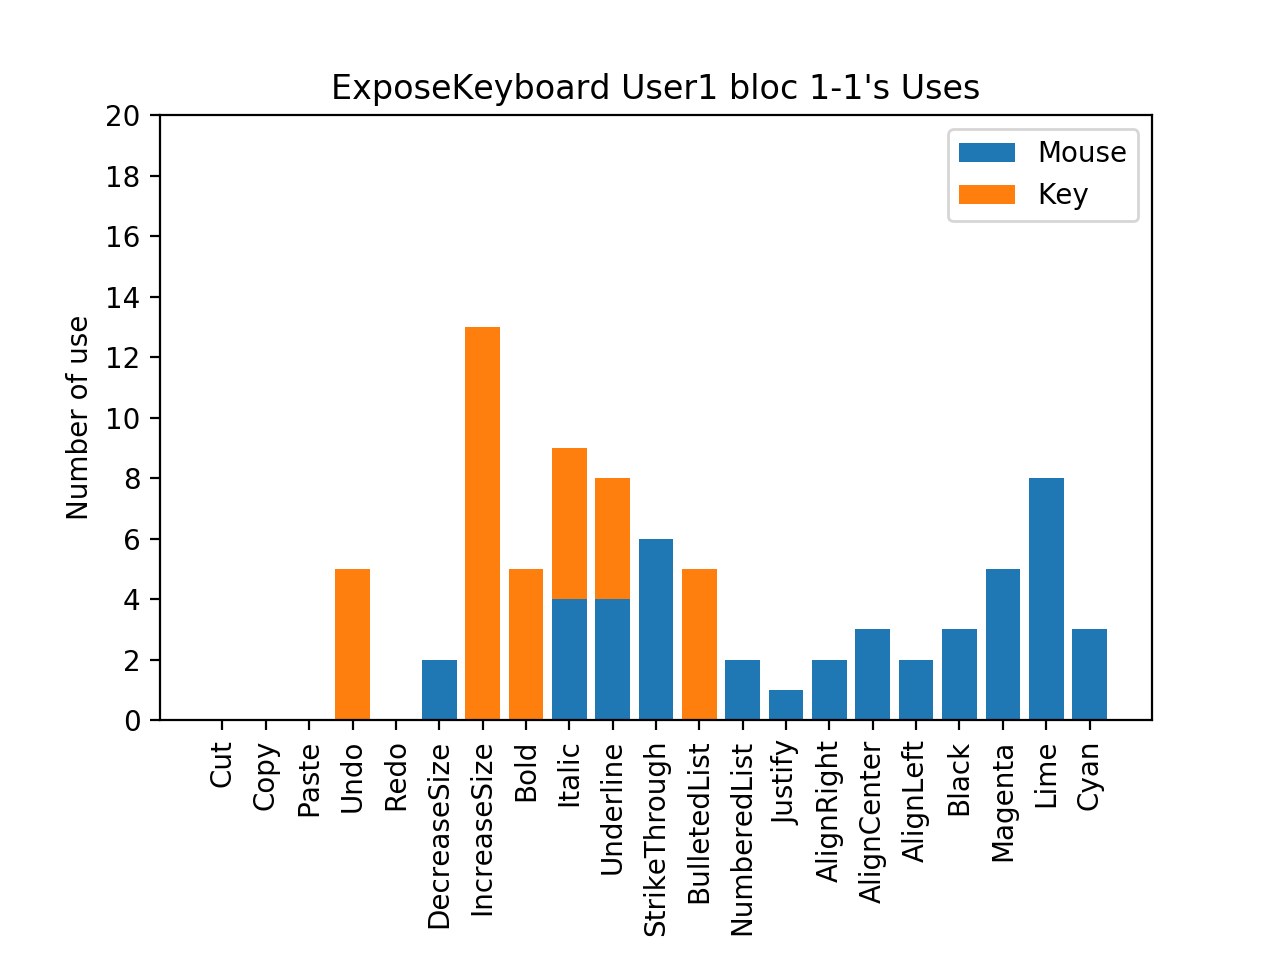 ExposeKeyboard User1 bloc 1-1's Uses
Mouse
Key
Number of use
20
18
16
14
12
10
8
6
4
2
0
Cut
Copy
Paste
Undo
Redo
DecreaseSize
IncreaseSize
Bold
Italic
Underline
StrikeThrough
BulletedList
NumberedList
Justify
AlignRight
AlignCenter
AlignLeft
Black
Magenta
Lime
Cyan